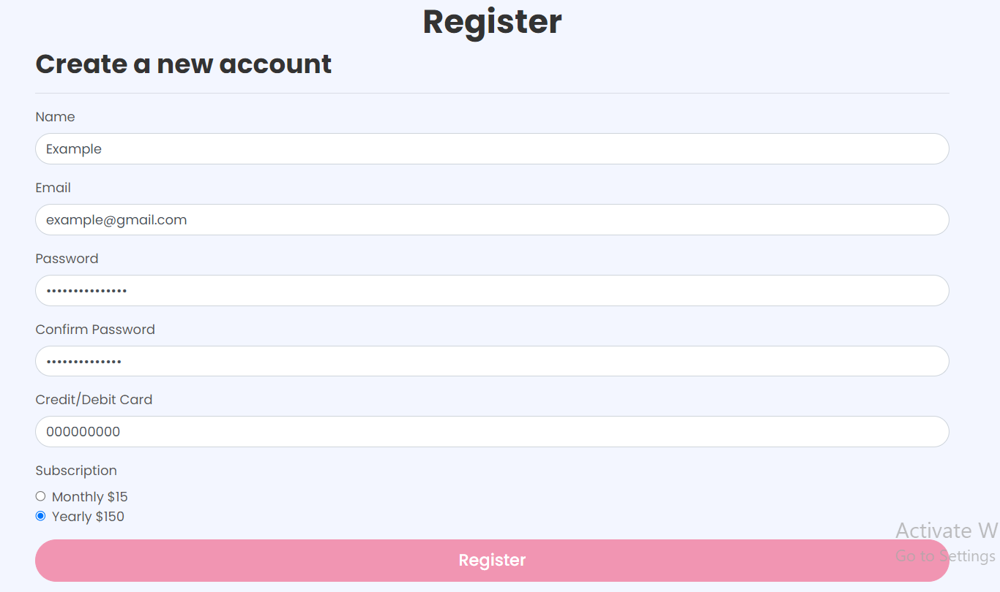 Register
Create a new account
Name
Example
Email
example@gmail.com
Password
•••••••••••••••
Confirm Password
••••••••••••••
Credit/Debit Card
000000000
Subscription
Monthly $15
Yearly $150
Activate W
Register
Go to Settings